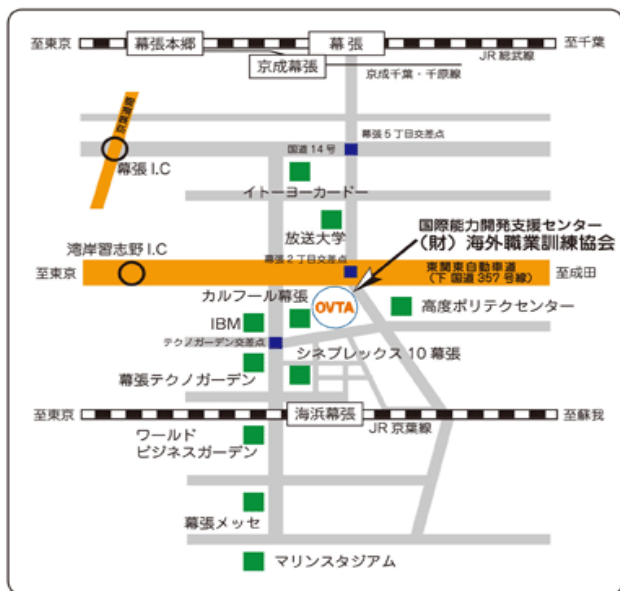 至東京
幕張本郷
幕 張
至千葉
JR 総武線
京成幕張
京成千葉・千原線
幕張5丁目交差点
国道14号
幕張 I.C
イトーヨーカードー
放送大学
国際能力開発支援センター
（財）海外職業訓練協会
湾岸習志野 I.C
幕張2丁目交差点
至東京
東関東自動車道
（下 国道 357 号線）
至成田
カルフール幕張
OVTA
高度ポリテクセンター
IBM
テクノガーデン交差点
シネプレックス 10 幕張
幕張テクノガーデン
至東京
海浜幕張
至蘇我
JR 京葉線
ワールド
ビジネスガーデン
幕張メッセ
マリンスタジアム